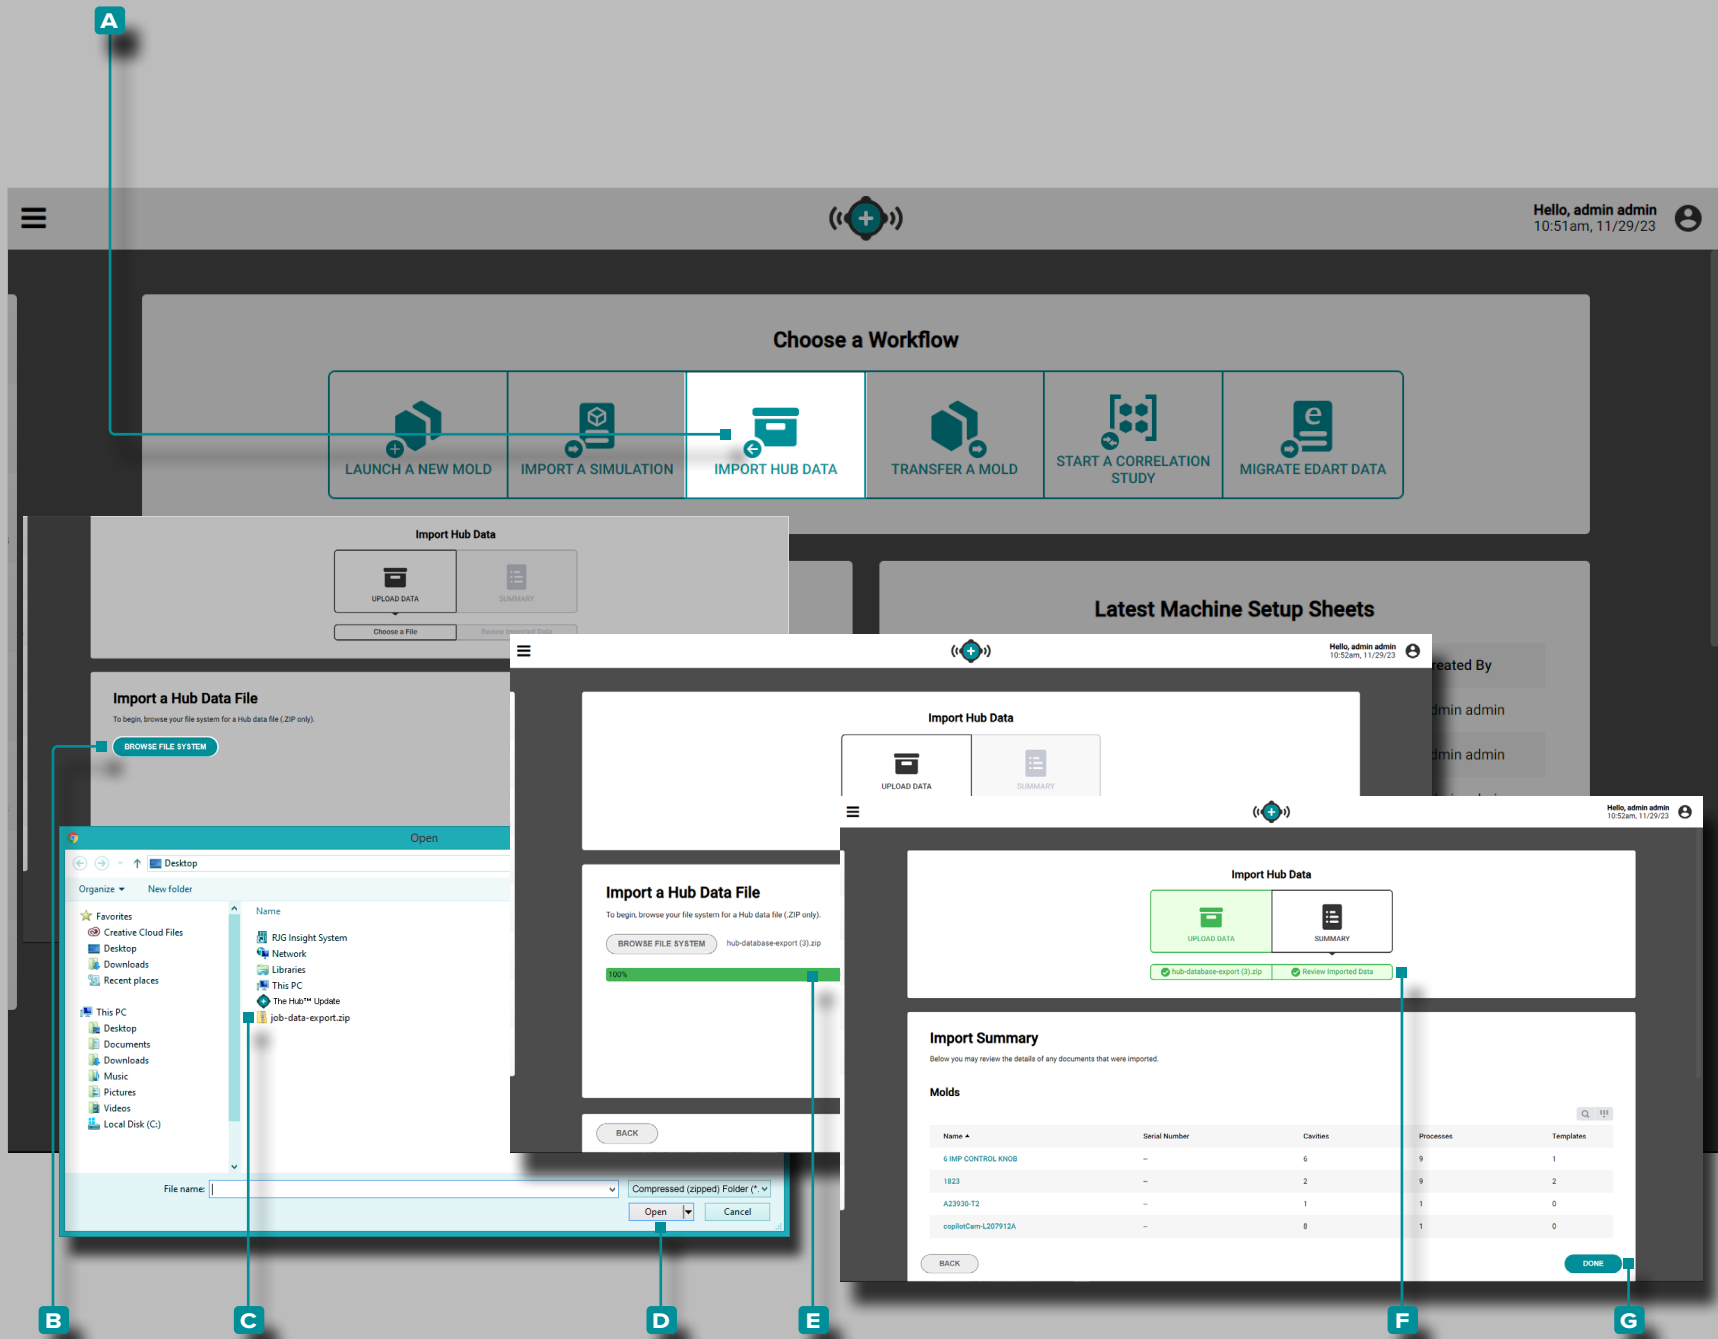 A
Hello, admin admin
10:51am, 11/29/23
Choose a Workflow
LAUNCH A NEW MOLD
IMPORT A SIMULATION
IMPORT HUB DATA
TRANSFER A MOLD
START A CORRELATION
STUDY
e
MIGRATE EDART DATA
Import Hub Data
UPLOAD DATA
SUMMARY
Choose a File
Review Imported Data
Import a Hub Data File
To begin, browse your file system for a Hub data file (.ZIP only).
BROWSE FILE SYSTEM
Latest Machine Setup Sheets
reated By
dmin admin
dmin admin
Open
Desktop
Organize
New folder
Favorites
Creative Cloud Files
Desktop
Downloads
Recent places
This PC
Desktop
Documents
Downloads
Music
Pictures
Videos
Local Disk (C:)
Name
RJG Insight System
Network
Libraries
This PC
The Hub™ Update
job-data-export.zip
File name:
Compressed (zipped) Folder (*.
Open
Cancel
Hello, admin admin
10:52am, 11/29/23
Import Hub Data
UPLOAD DATA
SUMMARY
Import a Hub Data File
To begin, browse your file system for a Hub data file (.ZIP only).
BROWSE FILE SYSTEM
hub-database-export (3).zip
100%
BACK
Hello, admin admin
10:52am, 11/29/23
Import Hub Data
UPLOAD DATA
SUMMARY
hub-database-export (3).zip
Review Imported Data
Import Summary
Below you may review the details of any documents that were imported.
Molds
Name Serial Number Cavities Processes Templates
6 IMP CONTROL KNOB -- 6 9 1
1823 -- 2 9 2
A23930-T2 -- 1 1 0
copilotCam-L207912A -- 8 1 0
BACK
DONE
B
C
D
E
F
G